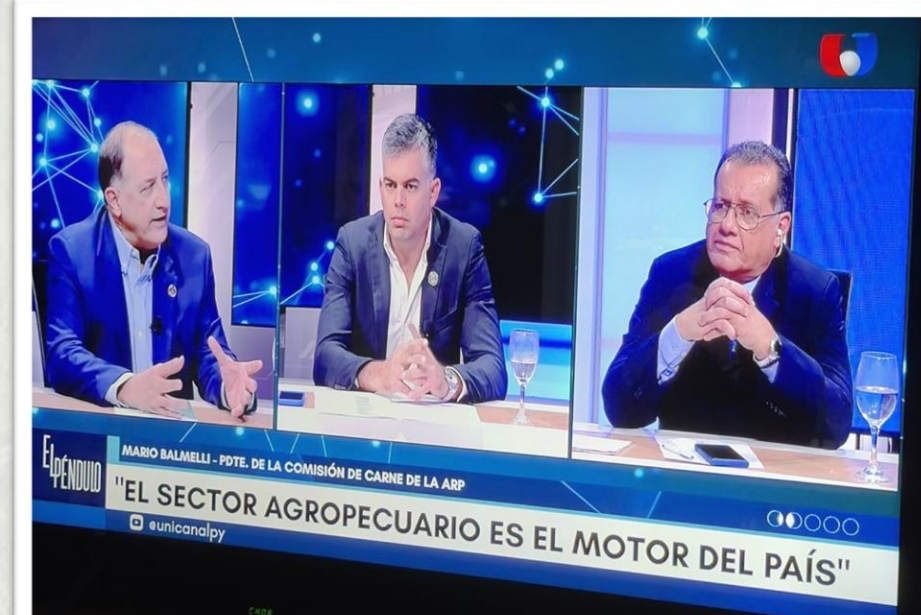 EL PÉNDULO
MARIO BALMELLI - PDTE. DE LA COMISIÓN DE CARNE DE LA ARP
"EL SECTOR AGROPECUARIO ES EL MOTOR DEL PAÍS"
eunicanalpy